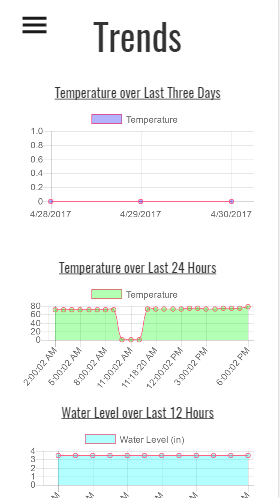 Trends
Temperature over Last Three Days
Temperature
1.0
0.8
0.6
0.4
0.2
0
4/28/2017 4/29/2017 4/30/2017
Temperature over Last 24 Hours
Temperature
80
60
40
20
0
2:00:02 AM 5:00:02 AM 8:00:02 AM 11:00:02 AM 11:18:20 AM 12:00:02 PM 3:00:02 PM 6:00:02 PM
Water Level over Last 12 Hours
Water Level (in)
4
3
2
1
0